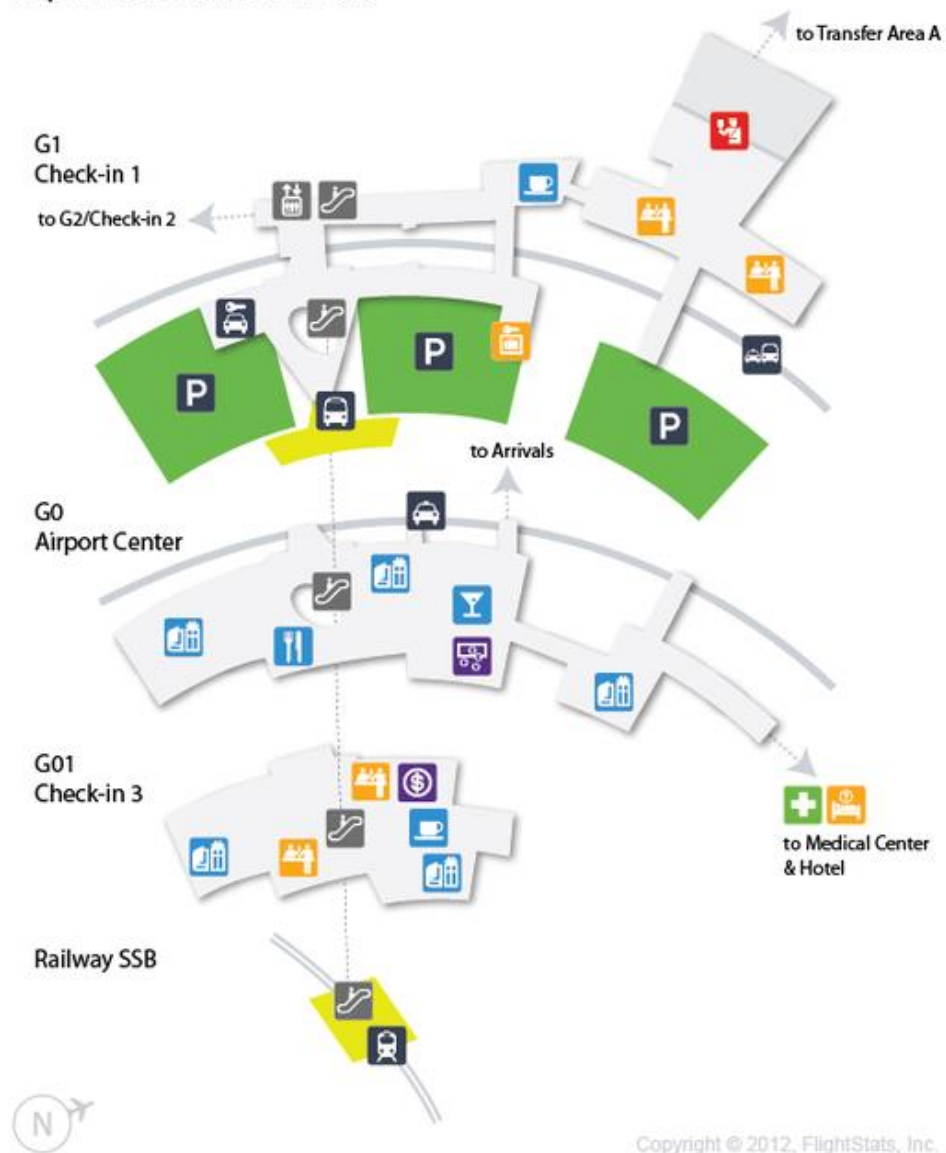 to Transfer Area A
G1
Check-in 1
to G2/Check-in 2
P
P
P
to Arrivals
G0
Airport Center
G01
Check-in 3
$
?
to Medical Center
& Hotel
Railway SSB
N
Copyright © 2012, FlightStats, Inc.